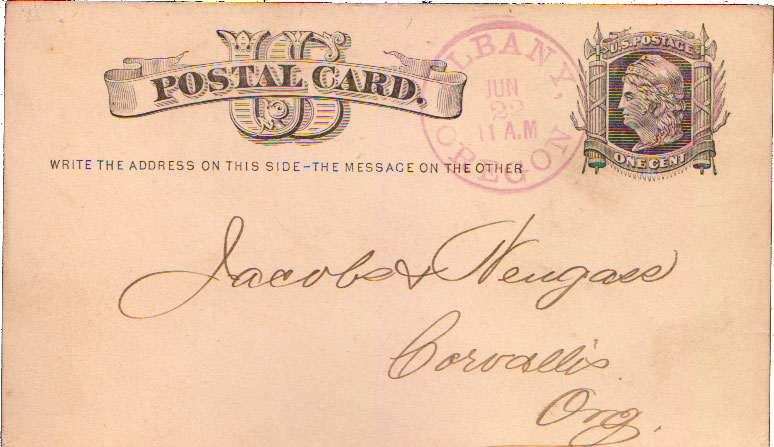 U S
POSTAL CARD.
WRITE THE ADDRESS ON THIS SIDE–THE MESSAGE ON THE OTHER
ALBANY,
JUN
22
11 A.M
OREGON
U.S. POSTAGE
ONE CENT
Jacobs & Neugass
Corvallis
Org.